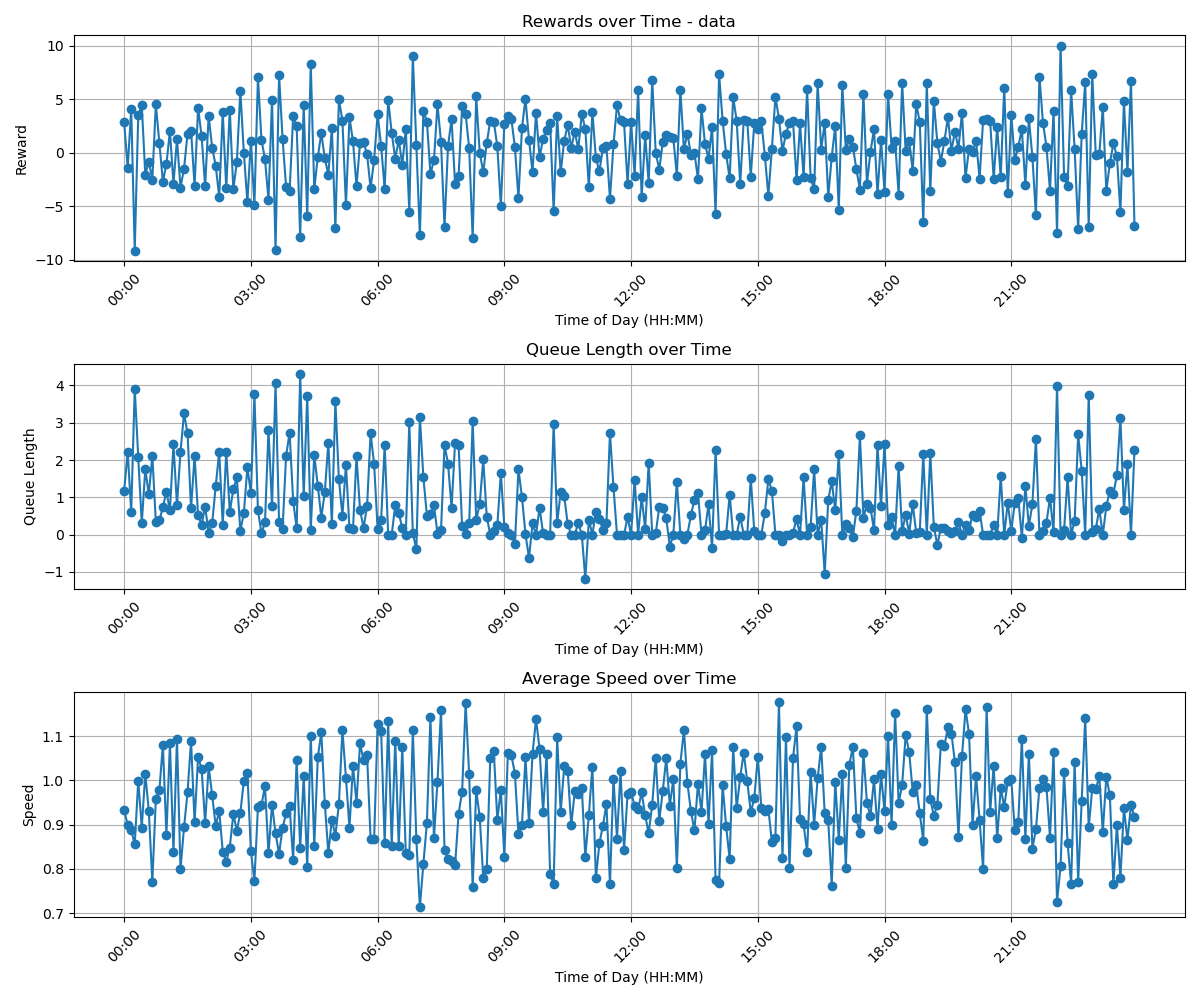 Rewards over Time - data
Reward
10
5
0
−5
−10
00:00 03:00 06:00 09:00 12:00 15:00 18:00 21:00
Time of Day (HH:MM)
Queue Length over Time
Queue Length
4
3
2
1
0
−1
00:00 03:00 06:00 09:00 12:00 15:00 18:00 21:00
Time of Day (HH:MM)
Average Speed over Time
Speed
1.1
1.0
0.9
0.8
0.7
00:00 03:00 06:00 09:00 12:00 15:00 18:00 21:00
Time of Day (HH:MM)